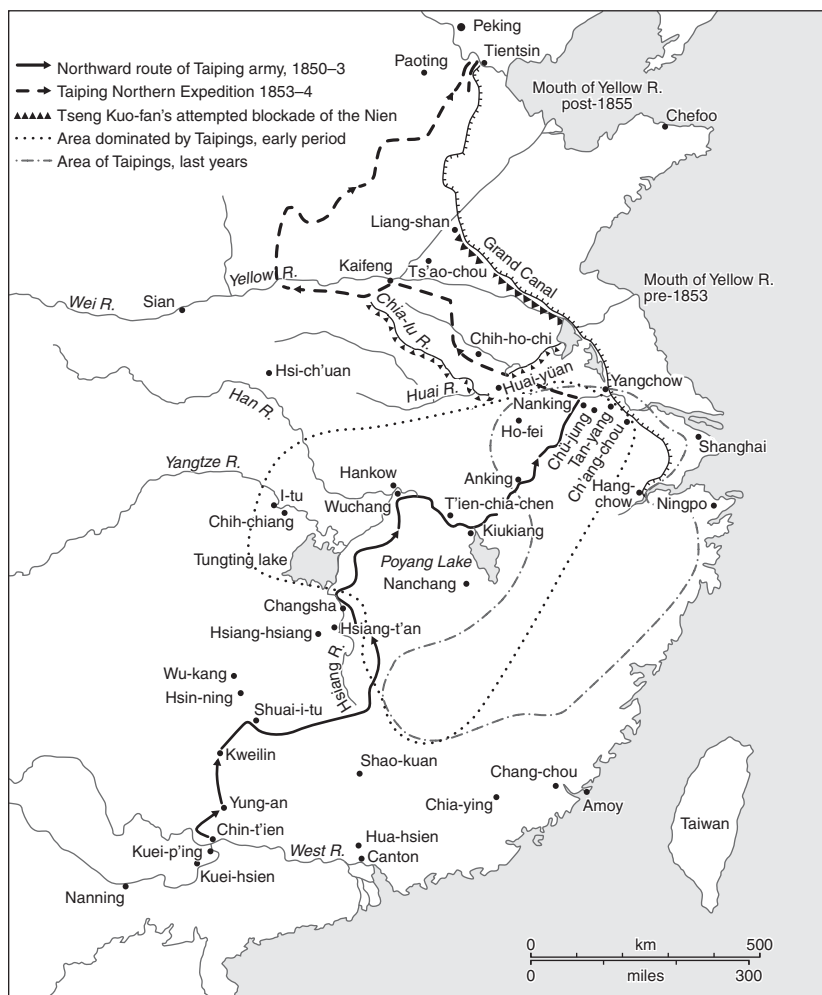 Peking
Tientsin
Paoting
Northward route of Taiping army, 1850–3
Taiping Northern Expedition 1853–4
Tseng Kuo-fan's attempted blockade of the Nien
Area dominated by Taipings, early period
Area of Taipings, last years
Mouth of Yellow R.
post-1855
Chefoo
Liang-shan
Grand Canal
Ts'ao-chou
Kaifeng
Yellow R.
Mouth of Yellow R.
pre-1853
Wei R.
Sian
Chia-lu R.
Chih-ho-chi
Hsi-ch'uan
Huai-yüan
Huai R.
Yangchow
Han R.
Nanking
Chü-jung
Tan-yang
Ch'ang-chou
Ho-fei
Shanghai
Yangtze R.
Hankow
Anking
Hang-
chow
I-tu
Wuchang
T'ien-chia-chen
Ningpo
Chih-chiang
Kiukiang
Tungting lake
Poyang Lake
Nanchang
Changsha
Hsiang-hsiang
Hsiang-t'an
Hsiang R.
Wu-kang
Hsin-ning
Shuai-i-tu
Kweilin
Shao-kuan
Chang-chou
Yung-an
Chia-ying
Amoy
Taiwan
Chin-t'ien
Hua-hsien
Kuei-p'ing
West R.
Canton
Kuei-hsien
Nanning
0 km 500
0 miles 300